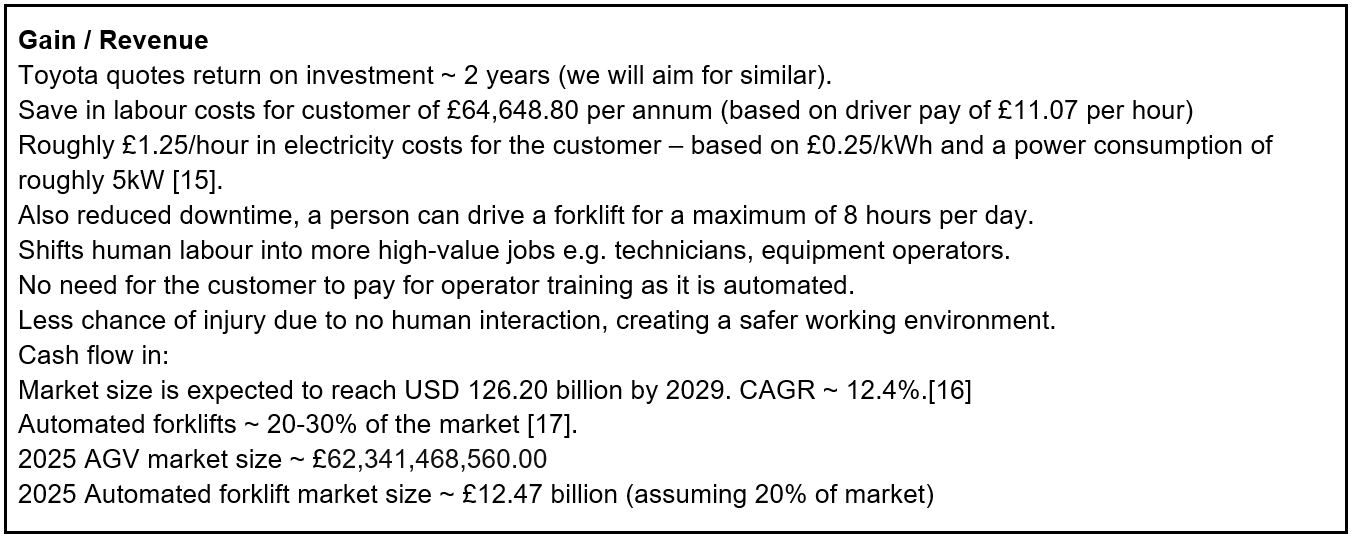 Gain / Revenue
Toyota quotes return on investment ~ 2 years (we will aim for similar).
Save in labour costs for customer of £64,648.80 per annum (based on driver pay of £11.07 per hour)
Roughly £1.25/hour in electricity costs for the customer – based on £0.25/kWh and a power consumption of
roughly 5kW [15].
Also reduced downtime, a person can drive a forklift for a maximum of 8 hours per day.
Shifts human labour into more high-value jobs e.g. technicians, equipment operators.
No need for the customer to pay for operator training as it is automated.
Less chance of injury due to no human interaction, creating a safer working environment.
Cash flow in:
Market size is expected to reach USD 126.20 billion by 2029. CAGR ~ 12.4%.[16]
Automated forklifts ~ 20-30% of the market [17].
2025 AGV market size ~ £62,341,468,560.00
2025 Automated forklift market size ~ £12.47 billion (assuming 20% of market)